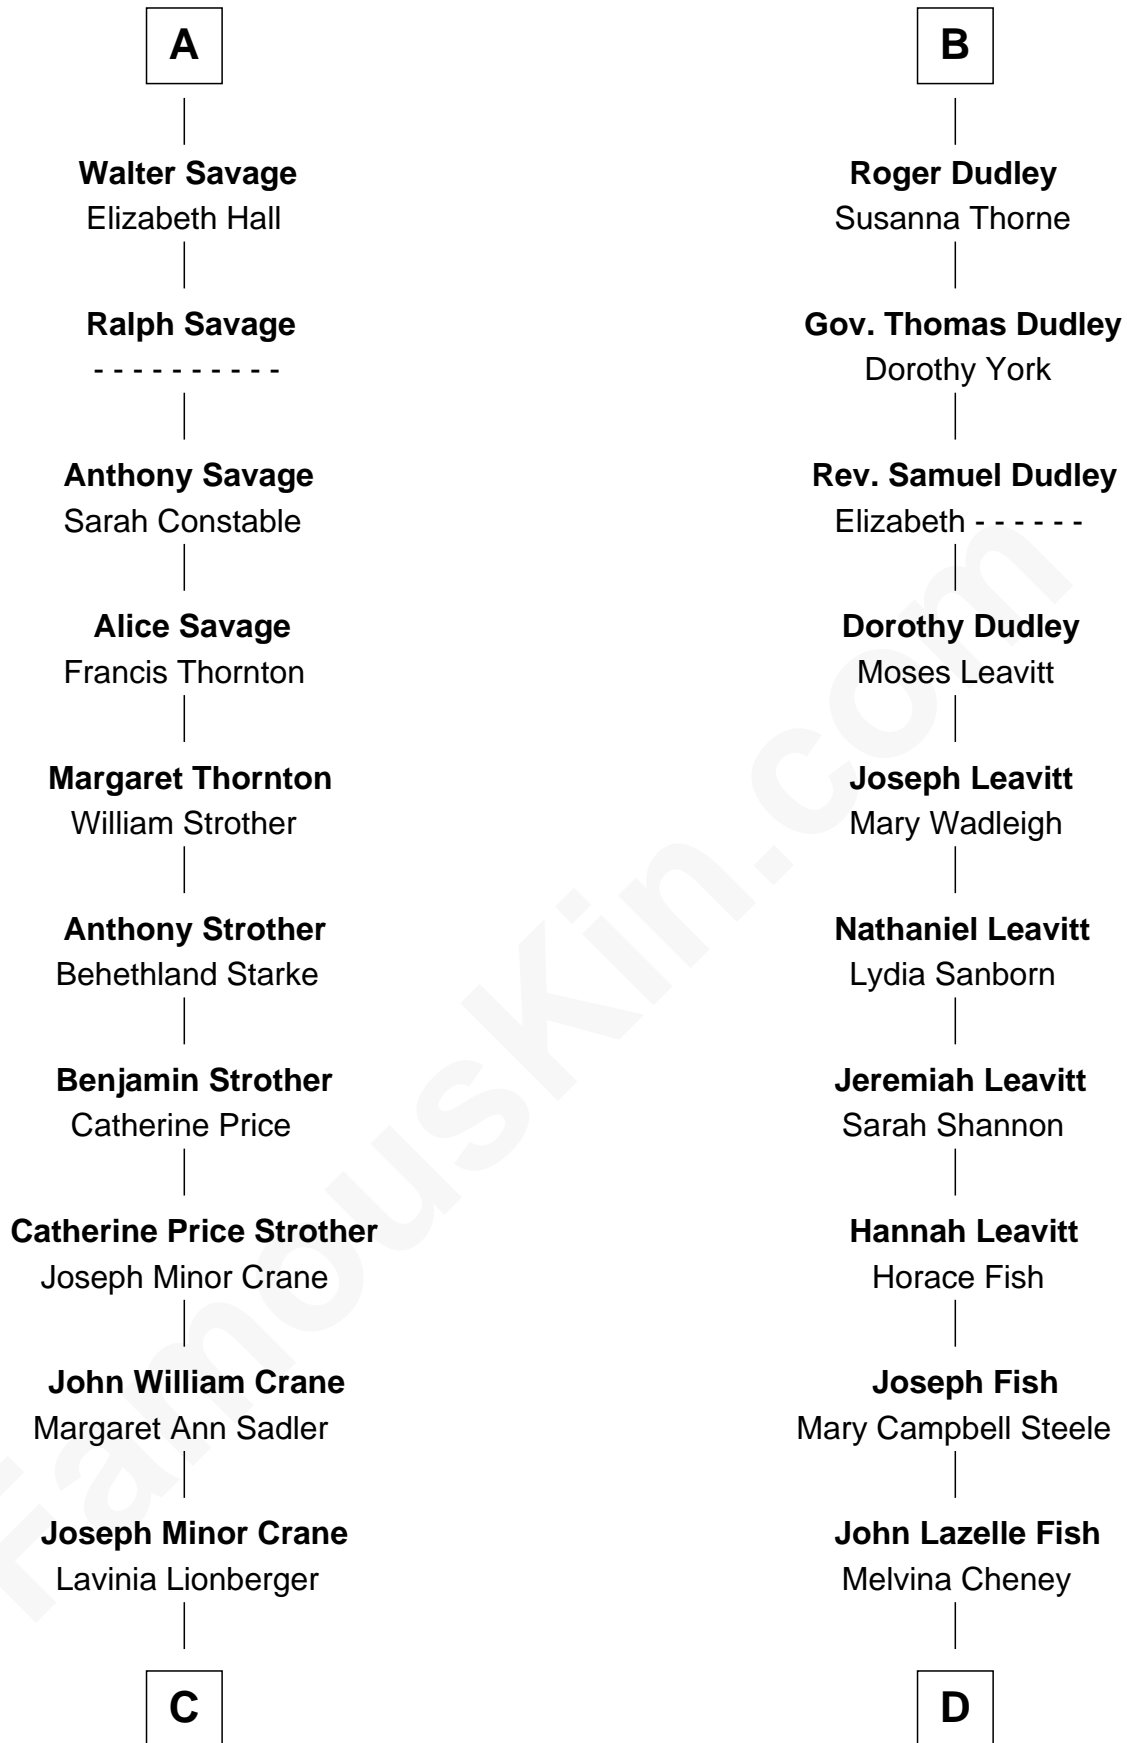 A
Walter Savage
Elizabeth Hall
Ralph Savage
- - - - - - - - - -
Anthony Savage
Sarah Constable
Alice Savage
Francis Thornton
Margaret Thornton
William Strother
Anthony Strother
Behethland Starke
Benjamin Strother
Catherine Price
Catherine Price Strother
Joseph Minor Crane
John William Crane
Margaret Ann Sadler
Joseph Minor Crane
Lavinia Lionberger
C
B
Roger Dudley
Susanna Thorne
Gov. Thomas Dudley
Dorothy York
Rev. Samuel Dudley
Elizabeth - - - - - -
Dorothy Dudley
Moses Leavitt
Joseph Leavitt
Mary Wadleigh
Nathaniel Leavitt
Lydia Sanborn
Jeremiah Leavitt
Sarah Shannon
Hannah Leavitt
Horace Fish
Joseph Fish
Mary Campbell Steele
John Lazelle Fish
Melvina Cheney
D
FamousKin.com